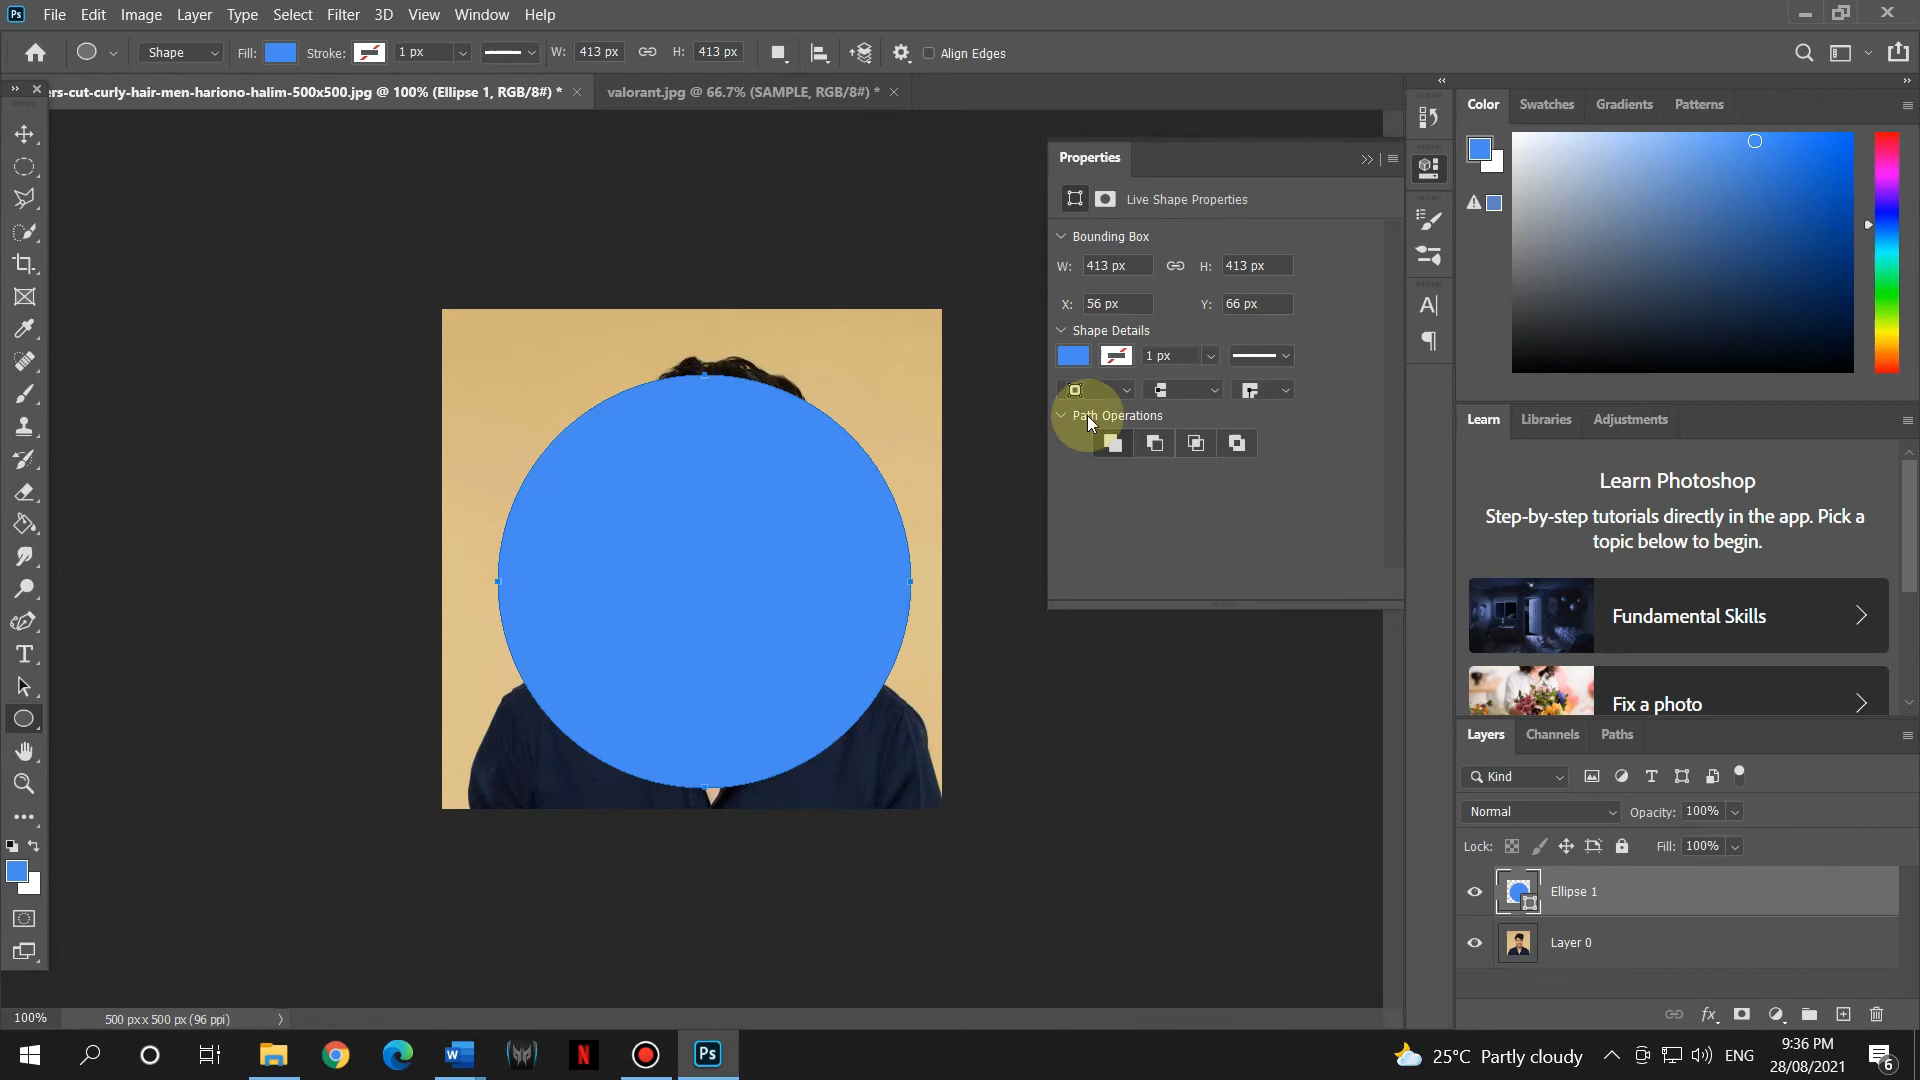 Ps File Edit Image Layer Type Select Filter 3D View Window Help
Shape Fill: Stroke: 1 px W: 413 px H: 413 px Align Edges
ers-cut-curly-hair-men-hariono-halim-500x500.jpg @ 100% (Ellipse 1, RGB/8#) *
valorant.jpg @ 66.7% (SAMPLE, RGB/8#) *
Properties
Live Shape Properties
Bounding Box
W: 413 px H: 413 px
X: 56 px Y: 66 px
Shape Details
1 px
Path Operations
Color Swatches Gradients Patterns
Learn Libraries Adjustments
Learn Photoshop
Step-by-step tutorials directly in the app. Pick a
topic below to begin.
Fundamental Skills
Fix a photo
Layers Channels Paths
Kind
Normal Opacity: 100%
Lock: Fill: 100%
Ellipse 1
Layer 0
100% 500 px x 500 px (96 ppi)
25°C Partly cloudy ENG 9:36 PM
28/08/2021
6